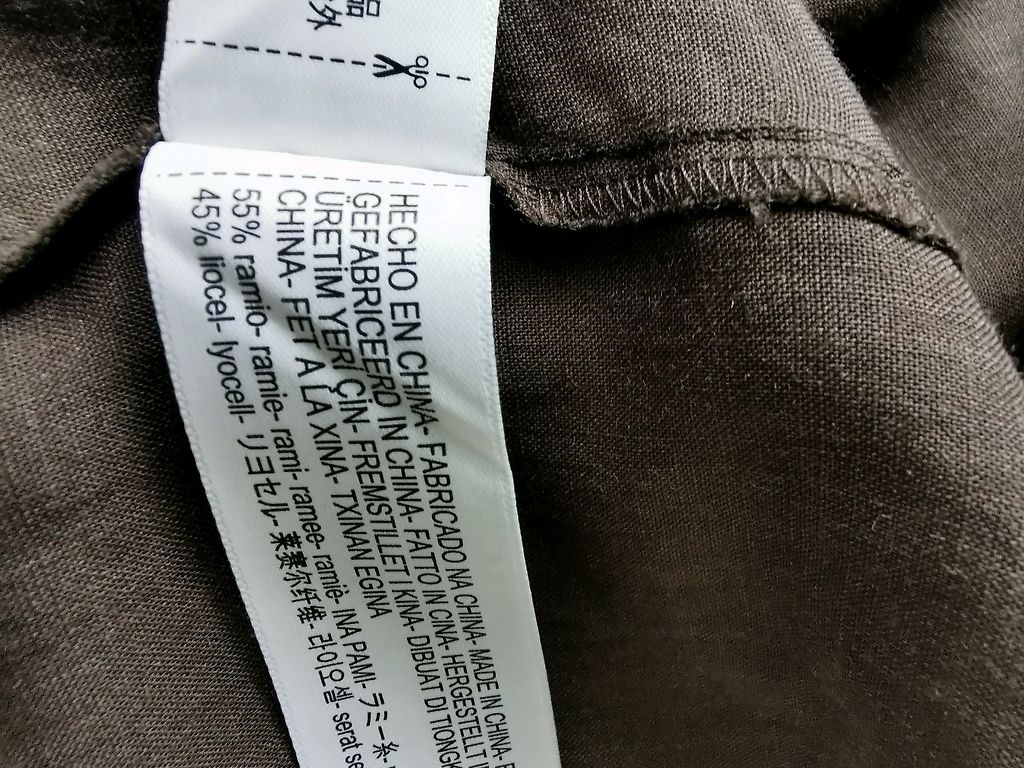 品
外
HECHO EN CHINA- FABRICADO NA CHINA- MADE IN CHINA-
GEFABRICEERD IN CHINA- FATTO IN CINA- HERGESTELLT
ÜRETİM YERİ ÇİN- FREMSTILLET I KINA- DIBUAT DI
CHINA- FET A LA XINA- TXINAN EGINA
55% ramio- ramie- rami- ramee- ramiè- INA PAMI- ラミー糸-
45% liocel- lyocell- リヨセル- 莱赛尔纤维- 라이오셀- serat